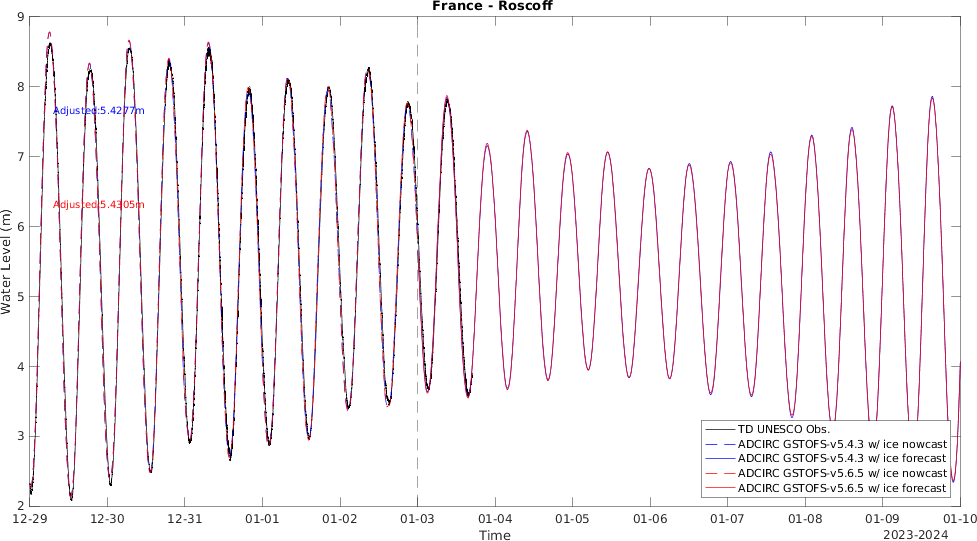 France - Roscoff
9
8
7
6
5
4
3
2
Water Level (m)
Adjusted:5.4277m
Adjusted:5.4305m
TD UNESCO Obs.
ADCIRC GSTOFS-v5.4.3 w/ ice nowcast
ADCIRC GSTOFS-v5.4.3 w/ ice forecast
ADCIRC GSTOFS-v5.6.5 w/ ice nowcast
ADCIRC GSTOFS-v5.6.5 w/ ice forecast
12-29 12-30 12-31 01-01 01-02 01-03 01-04 01-05 01-06 01-07 01-08 01-09 01-10
Time
2023-2024